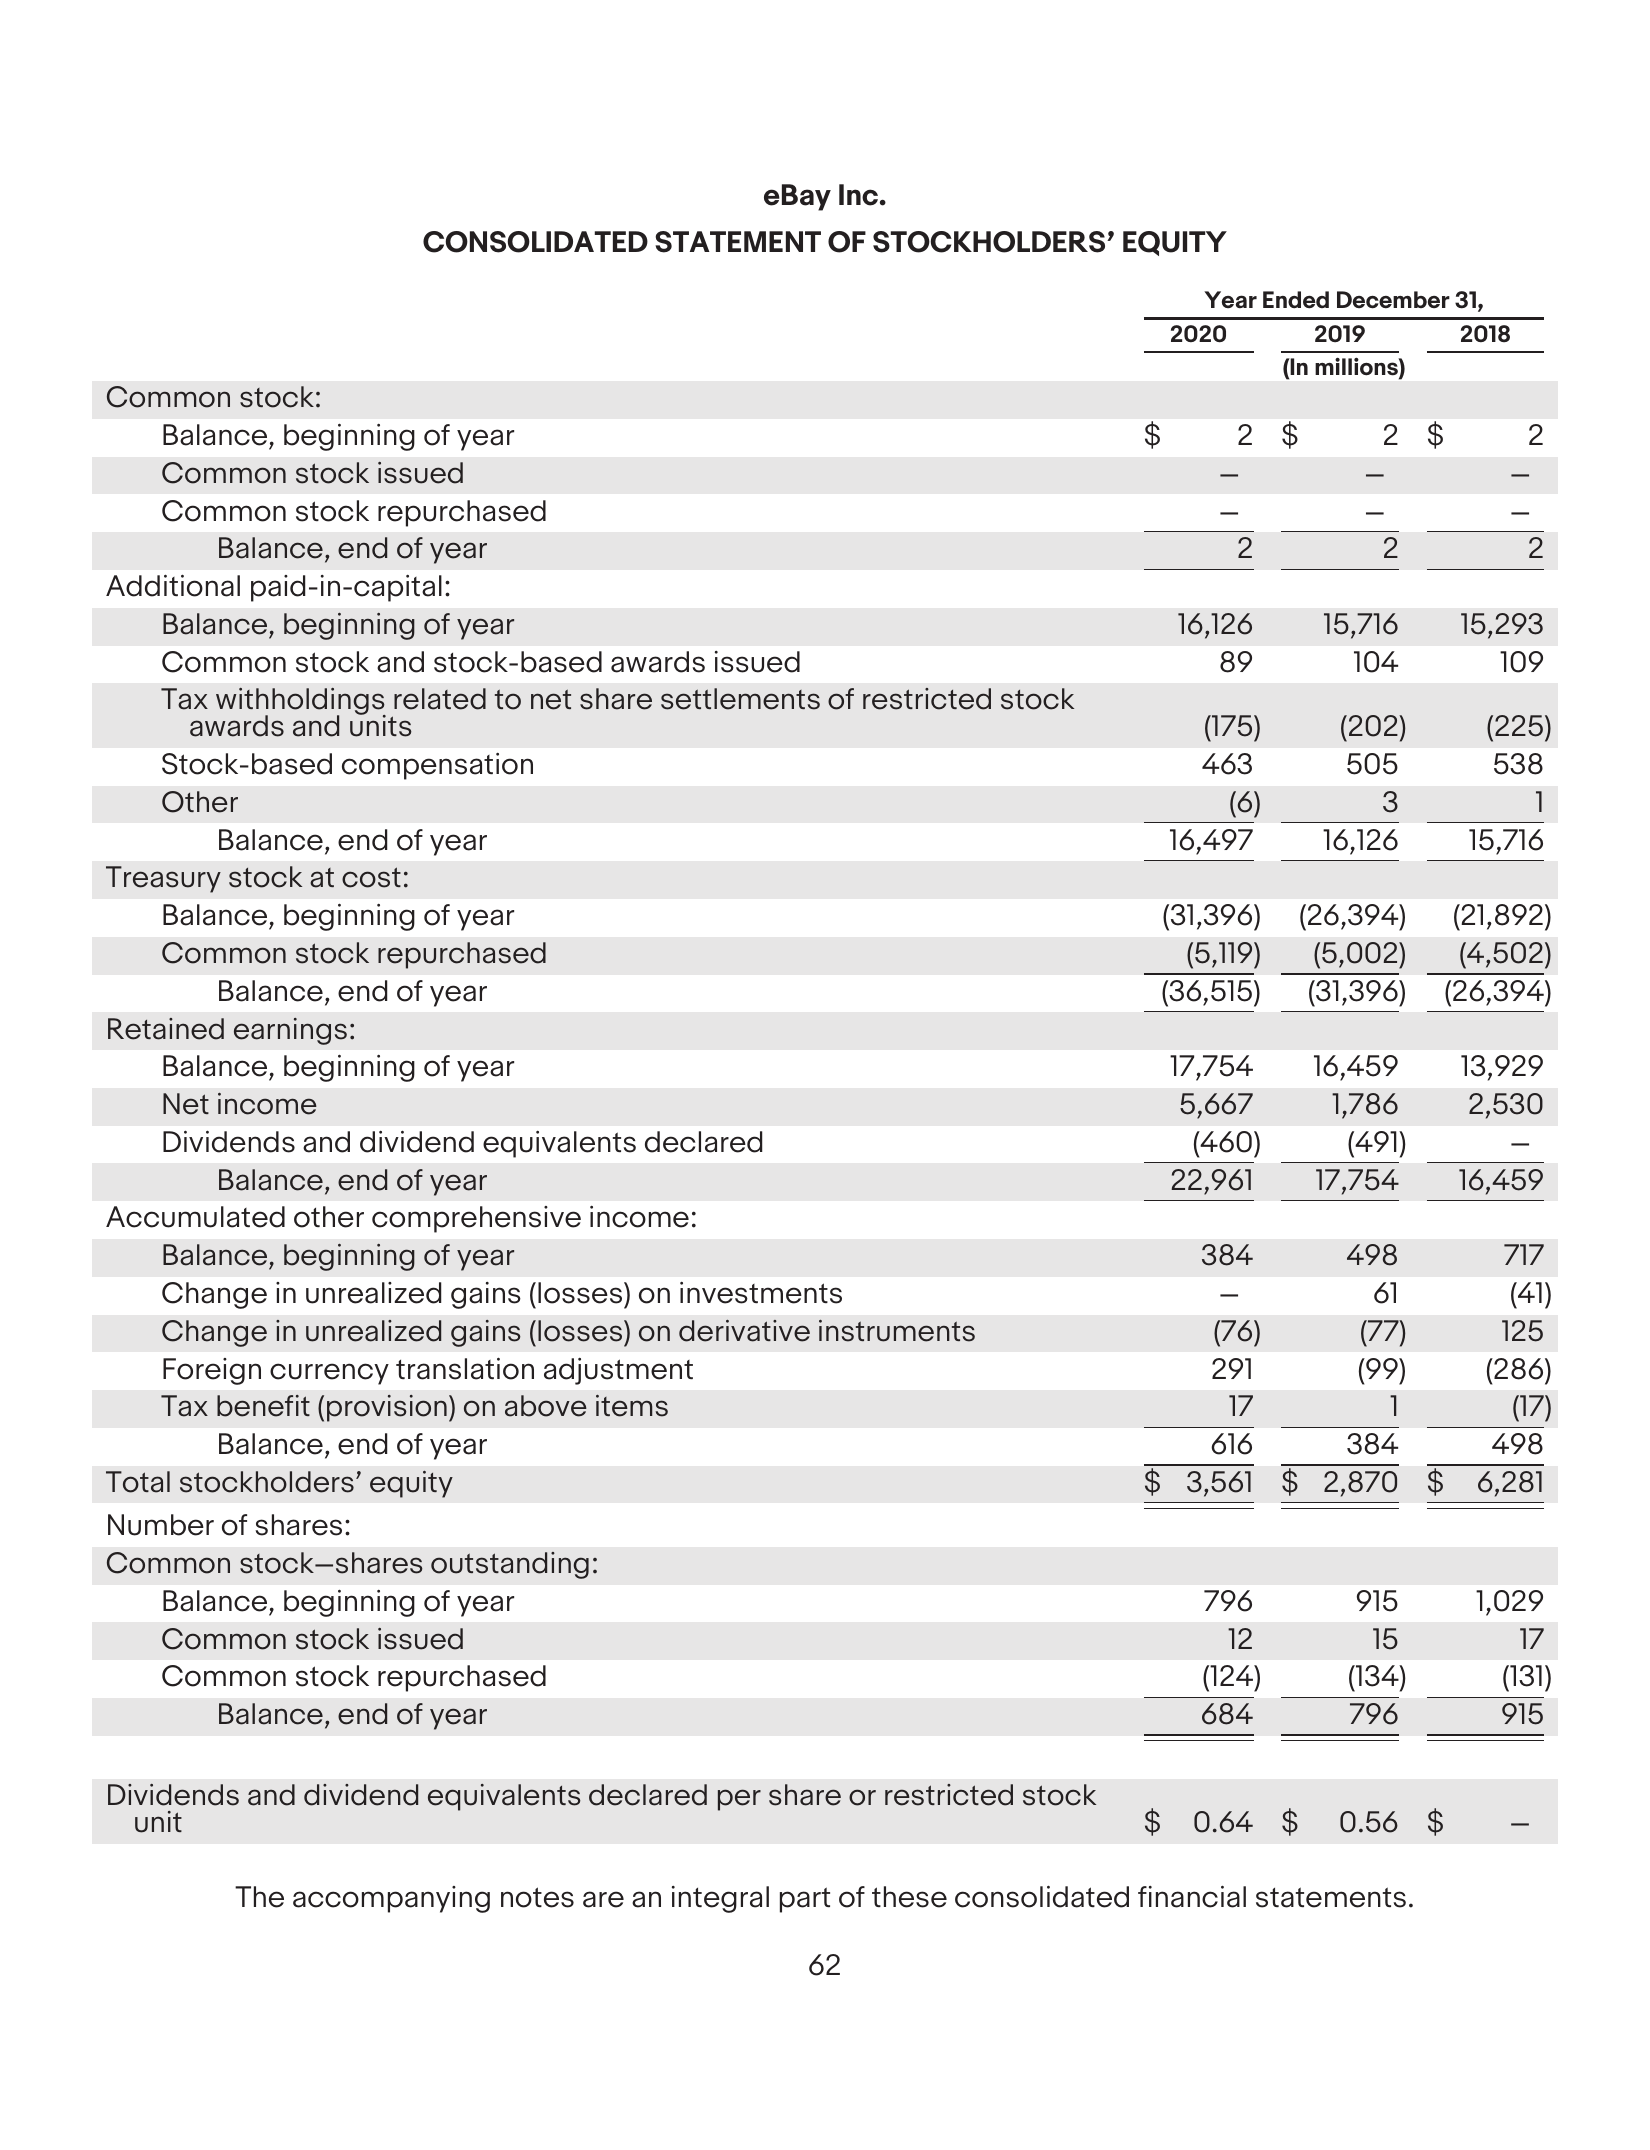 eBay Inc.
CONSOLIDATED STATEMENT OF STOCKHOLDERS’ EQUITY
Year Ended December 31,
2020 2019 2018
(In millions)
Common stock:
Balance, beginning of year $ 2 $ 2 $ 2
Common stock issued — — —
Common stock repurchased — — —
Balance, end of year 2 2 2
Additional paid-in-capital:
Balance, beginning of year 16,126 15,716 15,293
Common stock and stock-based awards issued 89 104 109
Tax withholdings related to net share settlements of restricted stock
awards and units (175) (202) (225)
Stock-based compensation 463 505 538
Other (6) 3 1
Balance, end of year 16,497 16,126 15,716
Treasury stock at cost:
Balance, beginning of year (31,396) (26,394) (21,892)
Common stock repurchased (5,119) (5,002) (4,502)
Balance, end of year (36,515) (31,396) (26,394)
Retained earnings:
Balance, beginning of year 17,754 16,459 13,929
Net income 5,667 1,786 2,530
Dividends and dividend equivalents declared (460) (491) —
Balance, end of year 22,961 17,754 16,459
Accumulated other comprehensive income:
Balance, beginning of year 384 498 717
Change in unrealized gains (losses) on investments — 61 (41)
Change in unrealized gains (losses) on derivative instruments (76) (77) 125
Foreign currency translation adjustment 291 (99) (286)
Tax benefit (provision) on above items 17 1 (17)
Balance, end of year 616 384 498
Total stockholders’ equity $ 3,561 $ 2,870 $ 6,281
Number of shares:
Common stock—shares outstanding:
Balance, beginning of year 796 915 1,029
Common stock issued 12 15 17
Common stock repurchased (124) (134) (131)
Balance, end of year 684 796 915
Dividends and dividend equivalents declared per share or restricted stock
unit $ 0.64 $ 0.56 $ —
The accompanying notes are an integral part of these consolidated financial statements.
62